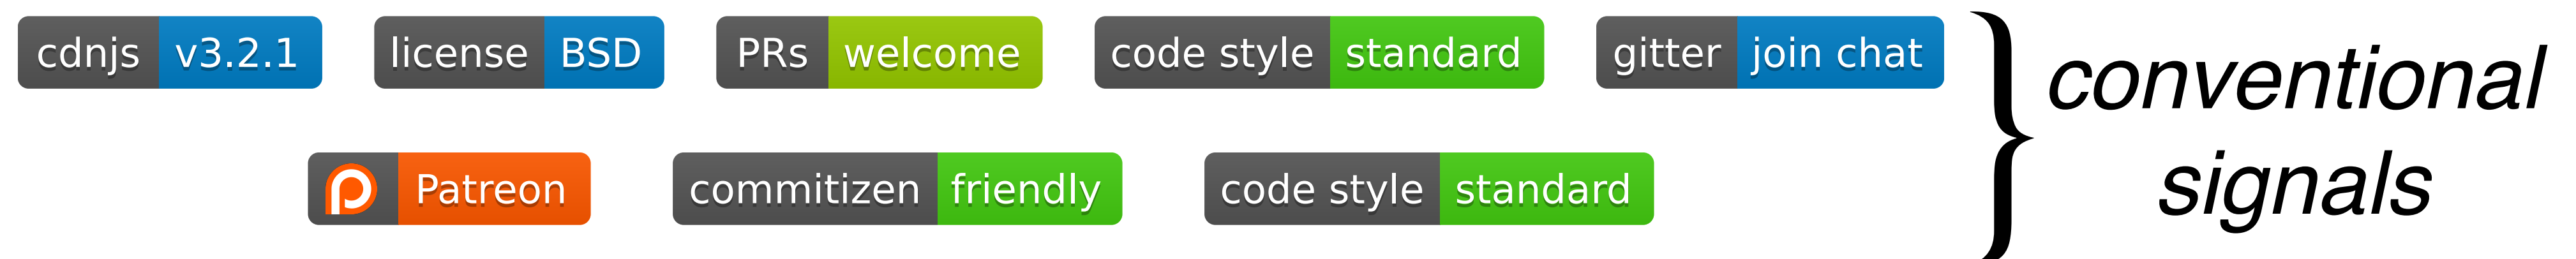 cdnjs v3.2.1 license BSD PRs welcome code style standard gitter join chat
Patreon commitizen friendly code style standard
conventional
signals